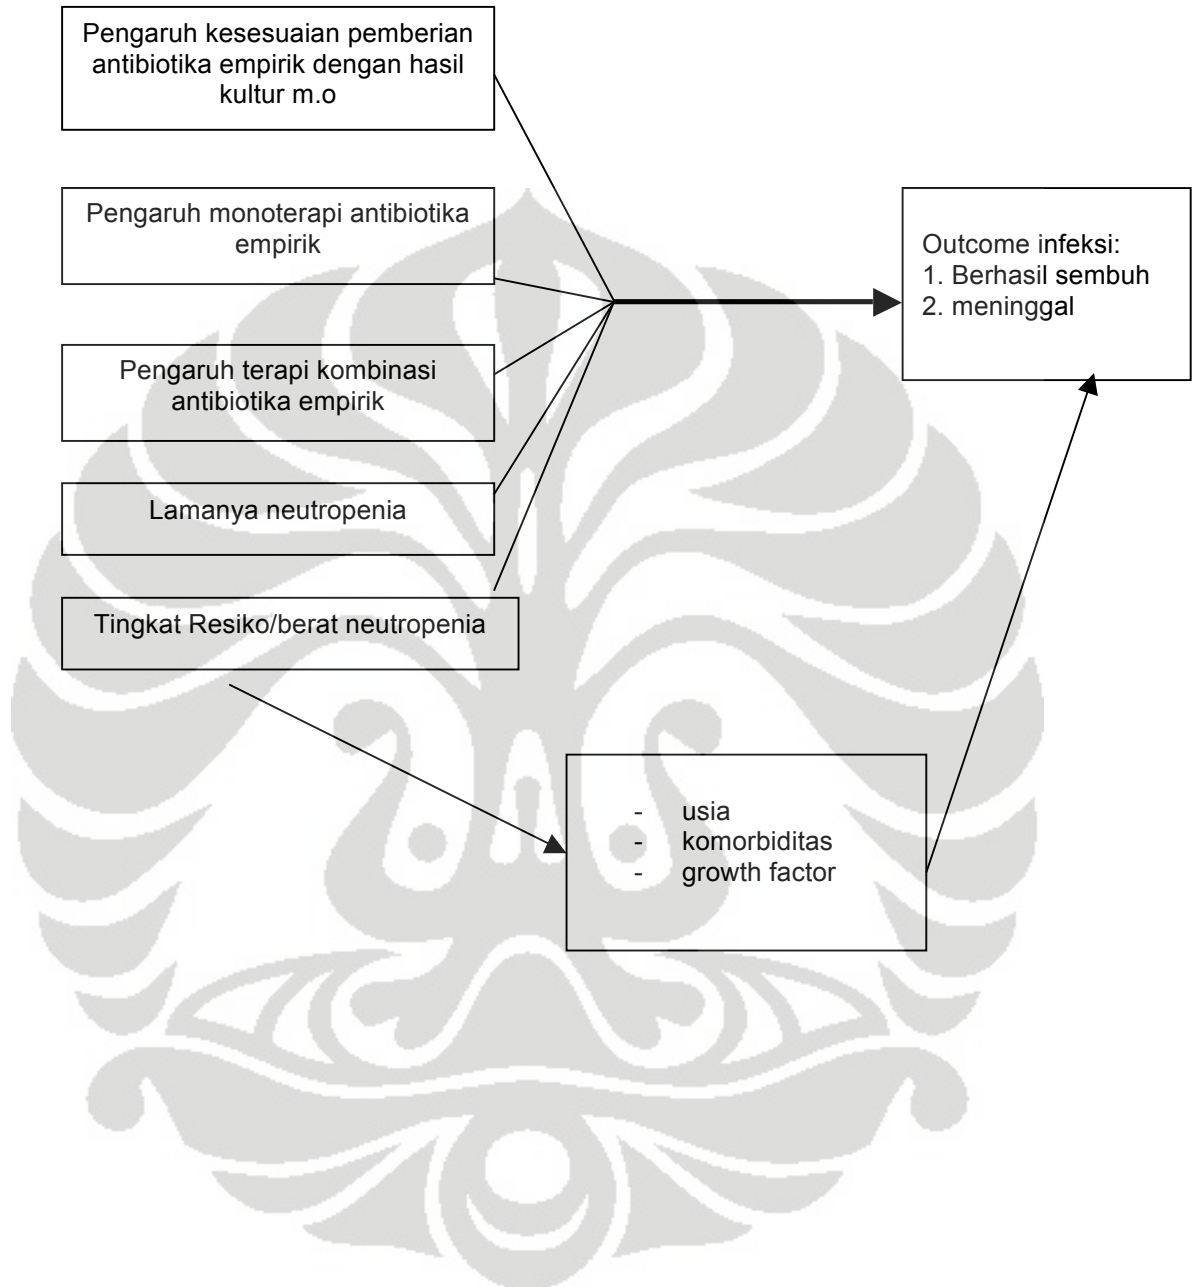 Pengaruh kesesuaian pemberian
antibiotika empirik dengan hasil
kultur m.o
Pengaruh monoterapi antibiotika
empirik
Outcome infeksi:
1. Berhasil sembuh
2. meninggal
Pengaruh terapi kombinasi
antibiotika empirik
Lamanya neutropenia
Tingkat Resiko/berat neutropenia
- usia
- komorbiditas
- growth factor